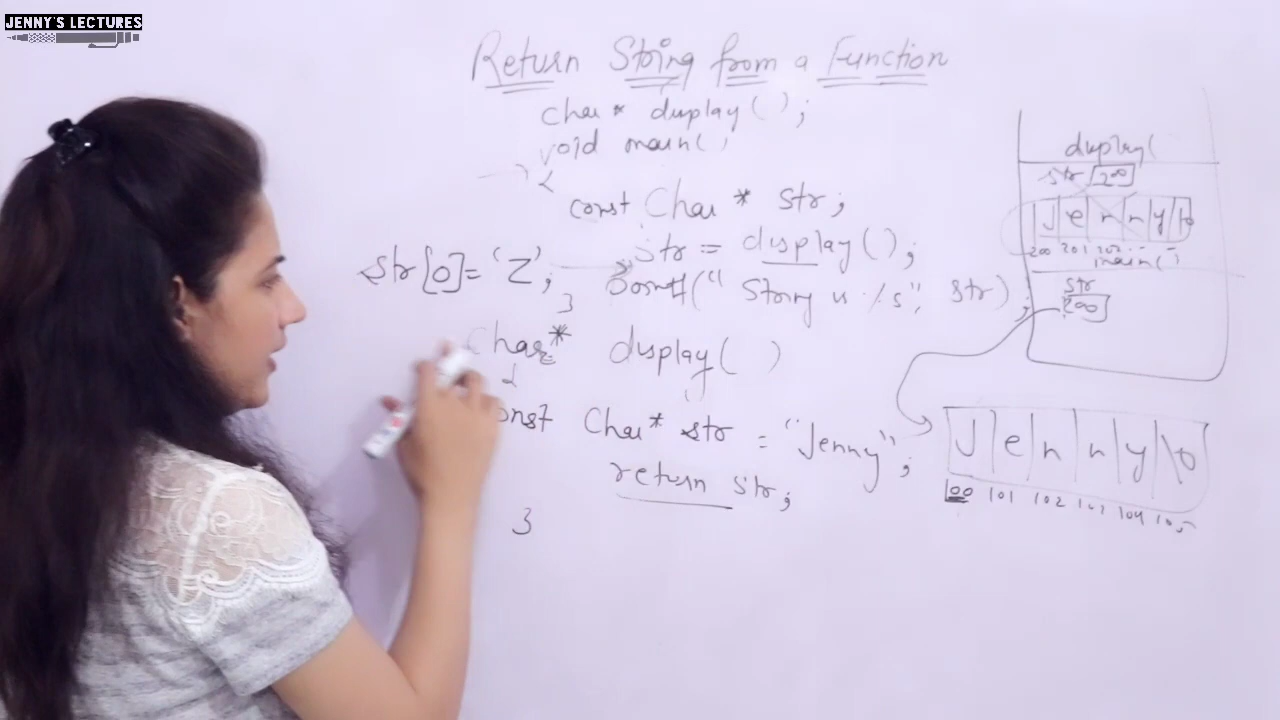 JENNY'S LECTURES
Return String from a Function
char * display( );
void main( )
{
const Char * str;
str = display( );
str[0] = 'Z';
printf(" String is %s", str);
}
char* display( )
{
const Char* str = "Jenny";
return str;
}
display(
str 200
J e n n y \0
200 201 202
main( )
str
200
J e n n y \0
100 101 102 103 104 105